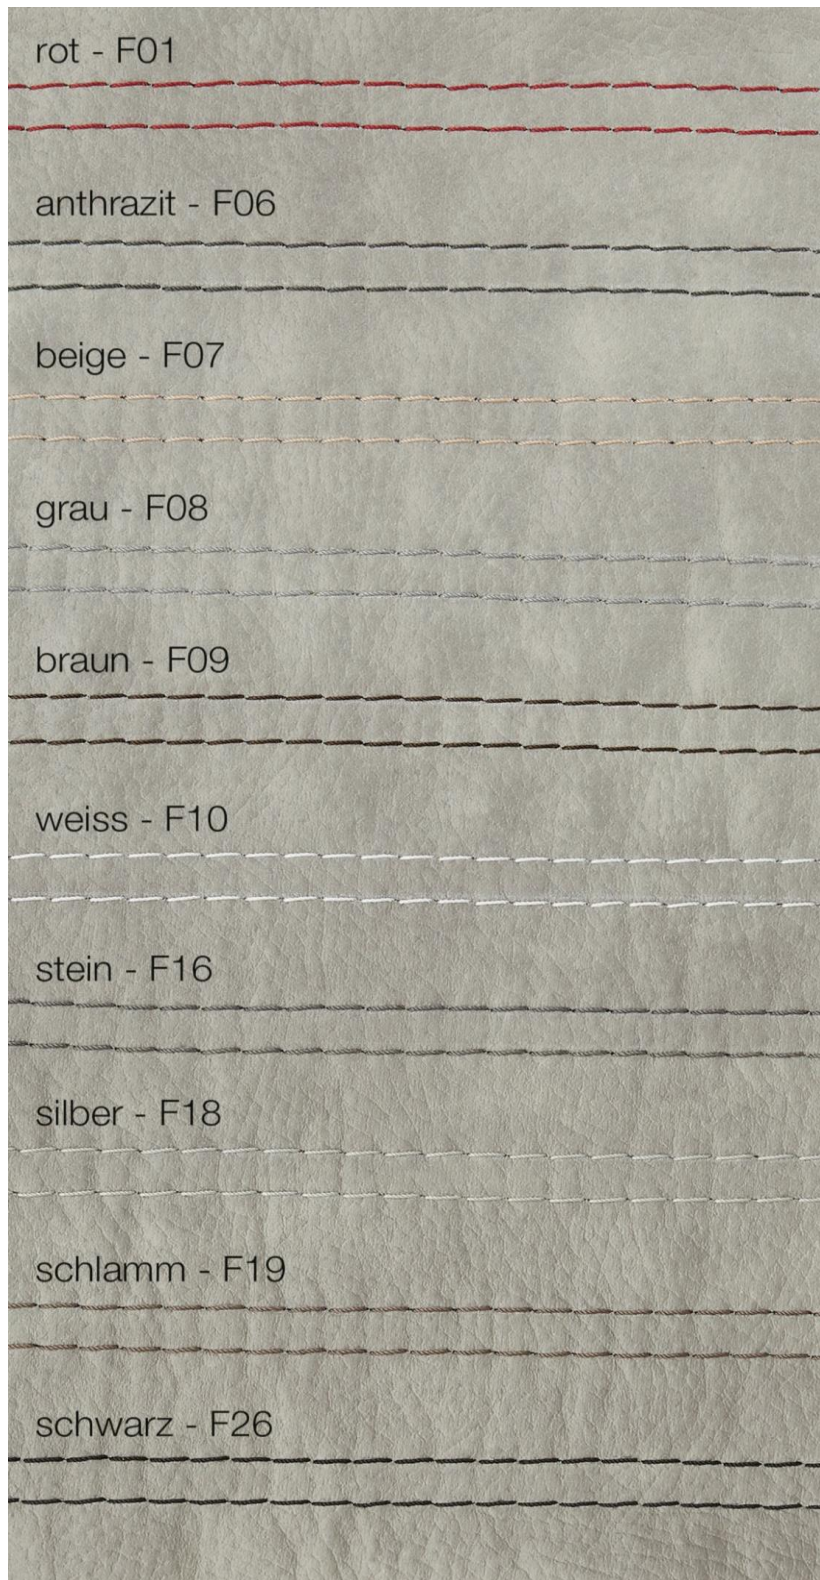 rot - F01
anthrazit - F06
beige - F07
grau - F08
braun - F09
weiss - F10
stein - F16
silber - F18
schlamm - F19
schwarz - F26